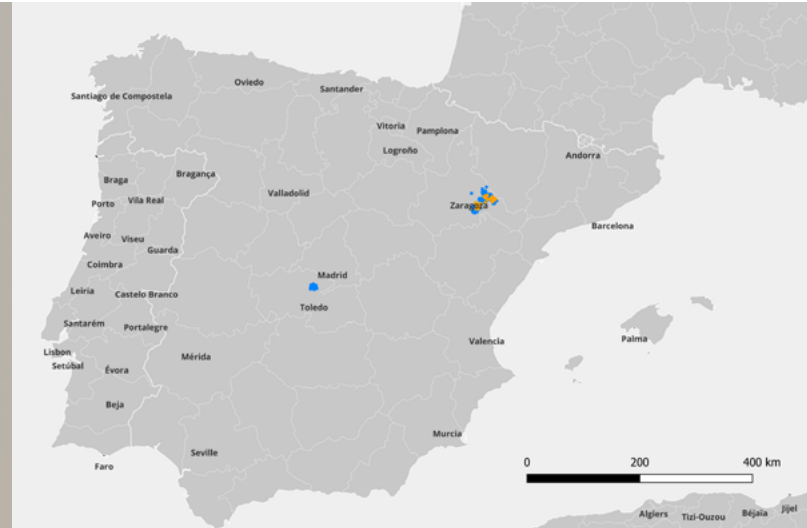 Oviedo
Santander
Santiago de Compostela
Vitoria
Pamplona
Logroño
Andorra
Bragança
Braga
Valladolid
Vila Real
Porto
Zaragoza
Barcelona
Aveiro
Viseu
Guarda
Coimbra
Madrid
Leiria
Castelo Branco
Toledo
Santarém
Portalegre
Palma
Valencia
Lisbon
Mérida
Setúbal
Évora
Beja
Murcia
Seville
Faro
0 200 400 km
Algiers
Tizi-Ouzou
Béjaïa
Jijel